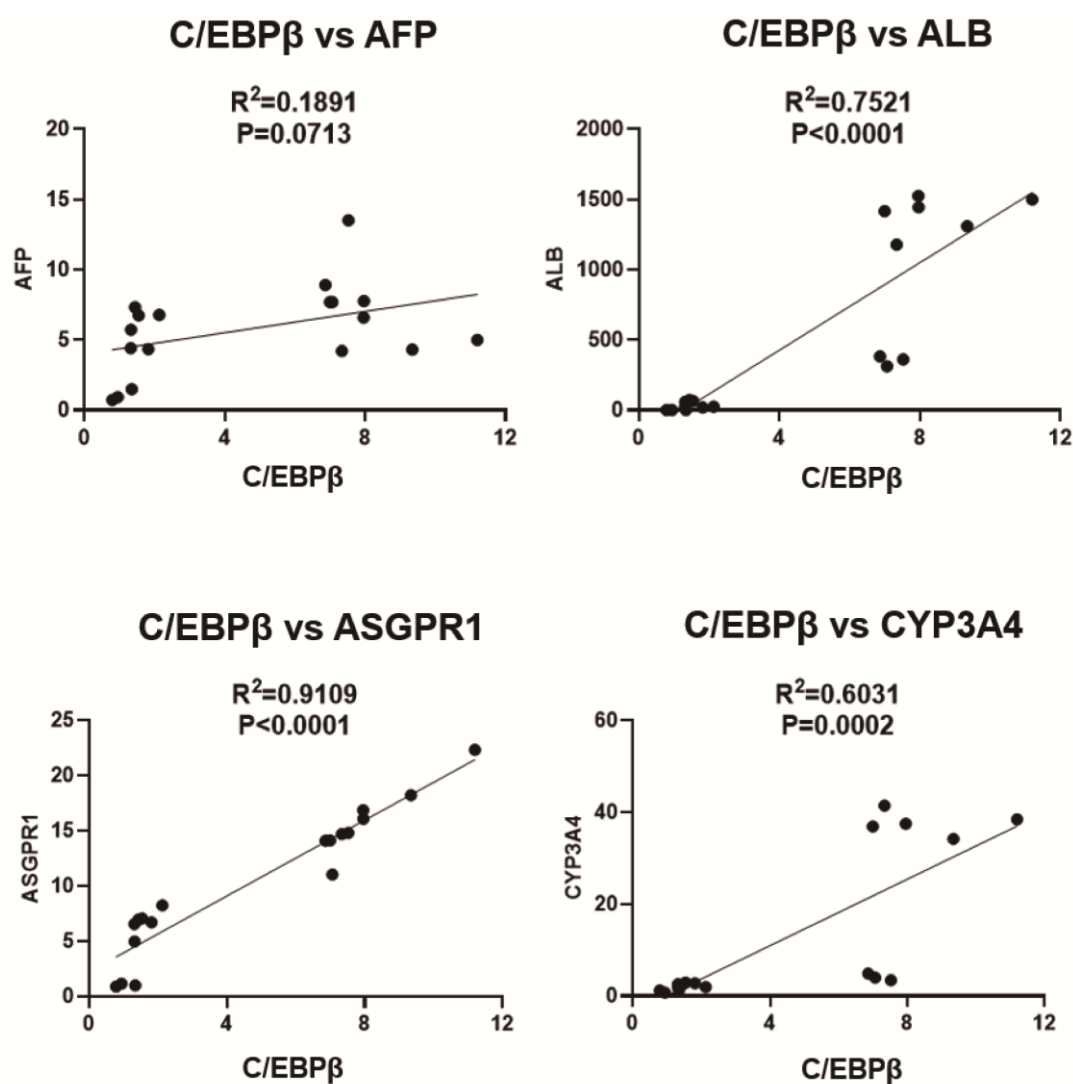 C/EBPβ vs AFP
R²=0.1891
P=0.0713
20
15
10
5
0
AFP
0 4 8 12
C/EBPβ
C/EBPβ vs ALB
R²=0.7521
P<0.0001
2000
1500
1000
500
0
ALB
0 4 8 12
C/EBPβ
C/EBPβ vs ASGPR1
R²=0.9109
P<0.0001
25
20
15
10
5
0
ASGPR1
0 4 8 12
C/EBPβ
C/EBPβ vs CYP3A4
R²=0.6031
P=0.0002
60
40
20
0
CYP3A4
0 4 8 12
C/EBPβ